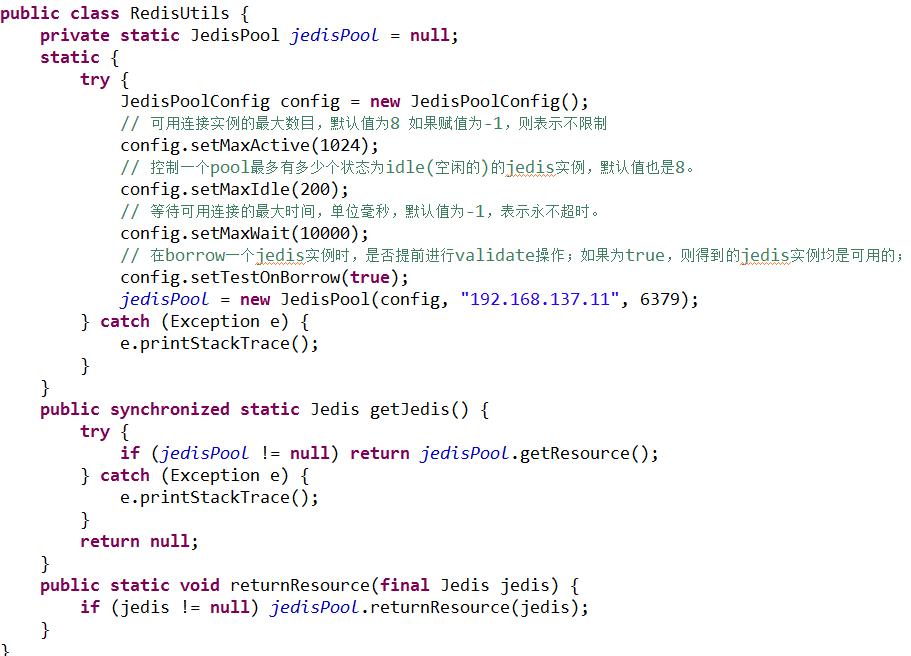 public class RedisUtils {
    private static JedisPool jedisPool = null;
    static {
        try {
            JedisPoolConfig config = new JedisPoolConfig();
            // 可用连接实例的最大数目，默认值为8 如果赋值为-1，则表示不限制
            config.setMaxActive(1024);
            // 控制一个pool最多有多少个状态为idle(空闲的)的jedis实例，默认值也是8。
            config.setMaxIdle(200);
            // 等待可用连接的最大时间，单位毫秒，默认值为-1，表示永不超时。
            config.setMaxWait(10000);
            // 在borrow一个jedis实例时，是否提前进行validate操作；如果为true，则得到的jedis实例均是可用的；
            config.setTestOnBorrow(true);
            jedisPool = new JedisPool(config, "192.168.137.11", 6379);
        } catch (Exception e) {
            e.printStackTrace();
        }
    }
    public synchronized static Jedis getJedis() {
        try {
            if (jedisPool != null) return jedisPool.getResource();
        } catch (Exception e) {
            e.printStackTrace();
        }
        return null;
    }
    public static void returnResource(final Jedis jedis) {
        if (jedis != null) jedisPool.returnResource(jedis);
    }
}